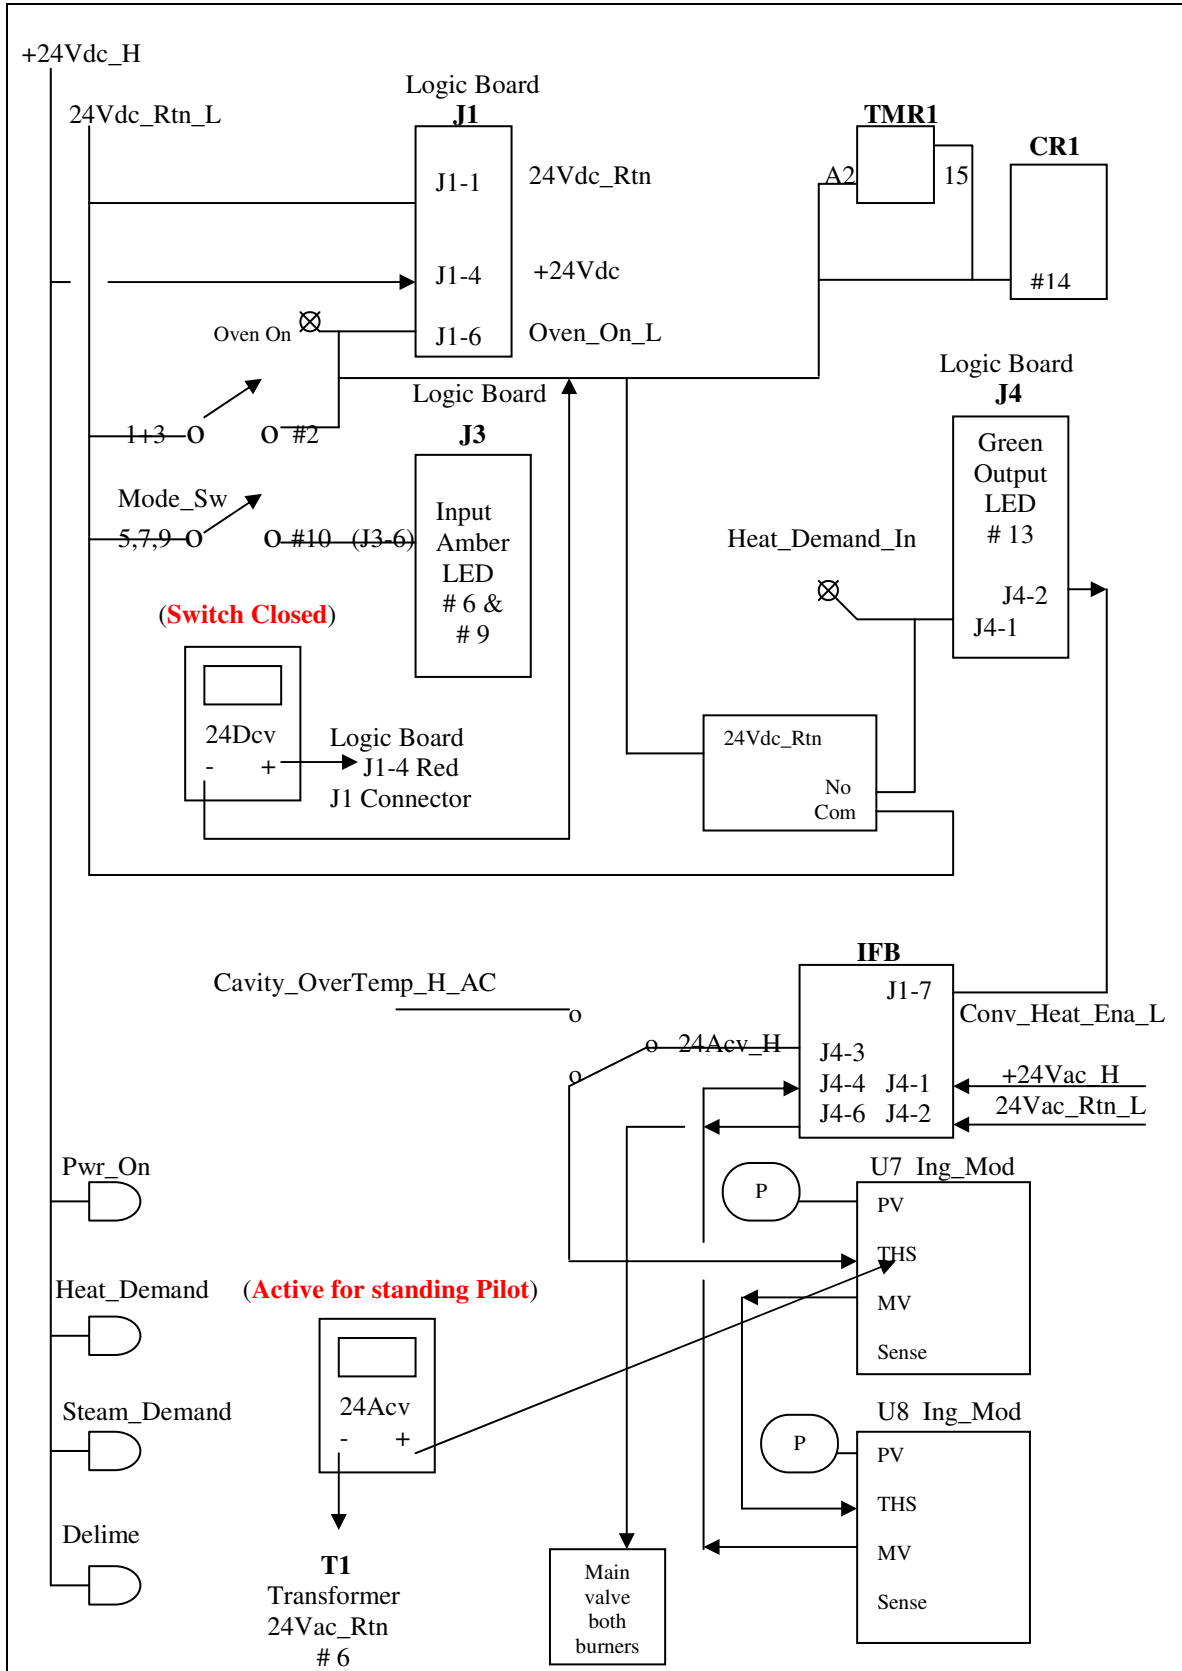 +24Vdc_H
24Vdc_Rtn_L
Logic Board
J1
J1-1
24Vdc_Rtn
J1-4
+24Vdc
J1-6
Oven_On_L
Oven On
TMR1
A2
15
CR1
#14
1+3
#2
Logic Board
J3
Mode_Sw
5,7,9
#10
(J3-6)
Input
Amber
LED
# 6 &
# 9
(Switch Closed)
Logic Board
J4
Green
Output
LED
# 13
J4-2
J4-1
Heat_Demand_In
24Dcv
- +
Logic Board
J1-4 Red
J1 Connector
24Vdc_Rtn
No
Com
Cavity_OverTemp_H_AC
24Acv_H
IFB
J1-7
J4-3
J4-4 J4-1
J4-6 J4-2
Conv_Heat_Ena_L
+24Vac_H
24Vac_Rtn_L
Pwr_On
Heat_Demand
Steam_Demand
Delime
(Active for standing Pilot)
24Acv
- +
T1
Transformer
24Vac_Rtn
# 6
P
U7 Ing_Mod
PV
THS
MV
Sense
P
U8 Ing_Mod
PV
THS
MV
Sense
Main
valve
both
burners